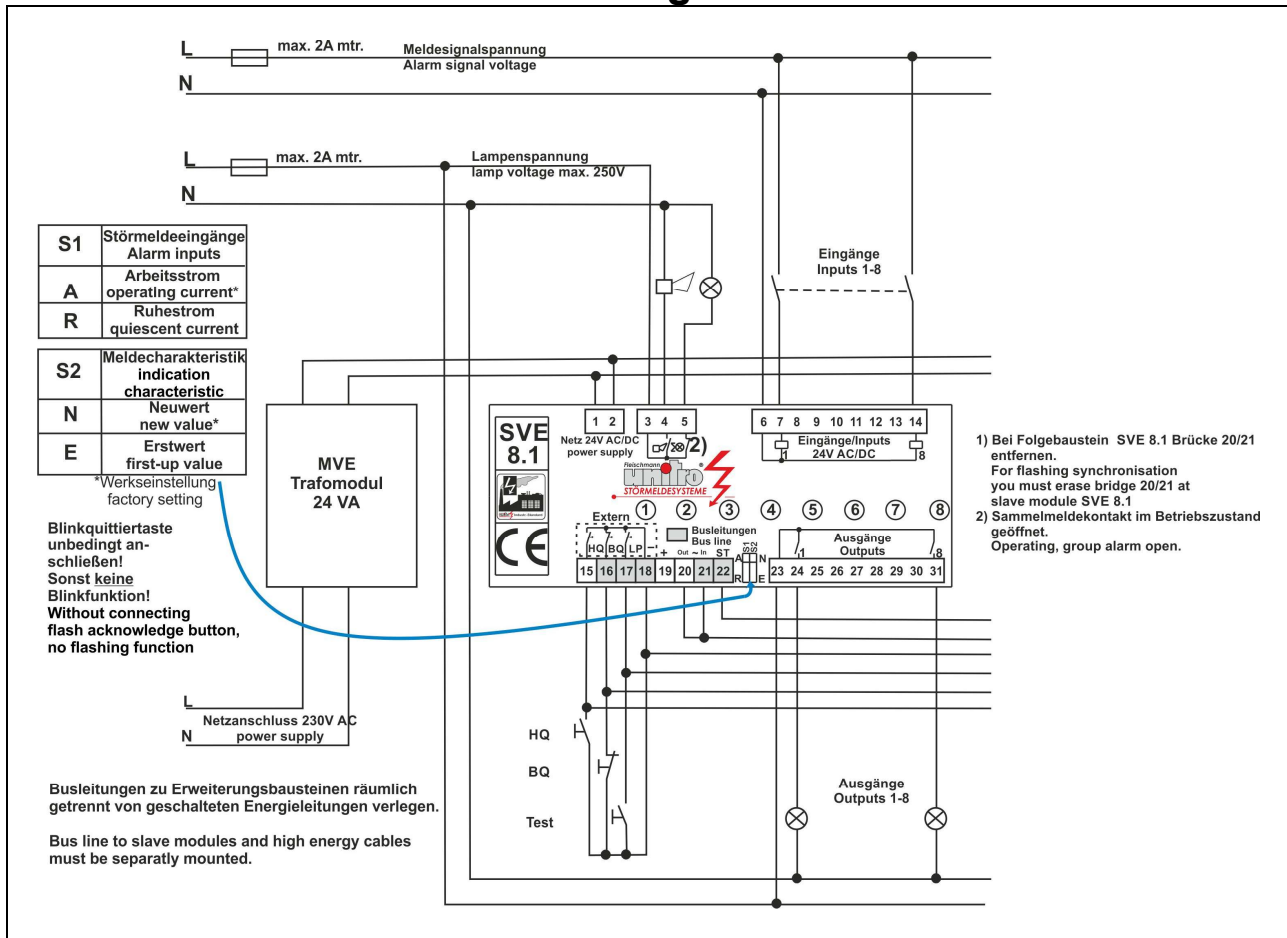 g
L
max. 2A mtr.
Meldesignalspannung
Alarm signal voltage
N
L
max. 2A mtr.
Lampenspannung
lamp voltage max. 250V
N
S1
Störmeldeeingänge
Alarm inputs
A
Arbeitsstrom
operating current*
R
Ruhestrom
quiescent current
S2
Meldecharakteristik
indication
characteristic
N
Neuwert
new value*
E
Erstwert
first-up value
*Werkseinstellung
factory setting
Blinkquittiertaste
unbedingt an-
schließen!
Sonst keine
Blinkfunktion!
Without connecting
flash acknowledge button,
no flashing function
MVE
Trafomodul
24 VA
L
Netzanschluss 230V AC
N
power supply
Busleitungen zu Erweiterungsbausteinen räumlich
getrennt von geschalteten Energieleitungen verlegen.
Bus line to slave modules and high energy cables
must be separatly mounted.
Eingänge
Inputs 1-8
1 2
3 4 5
6 7 8 9 10 11 12 13 14
SVE
8.1
Netz 24V AC/DC
power supply
2)
Eingänge/Inputs
24V AC/DC
1
8
Fleischmann
unitro
STÖRMELDESYSTEME
CE
Extern
1 2 3 4 5 6 7 8
Busleitungen
Bus line
Ausgänge
Outputs
1
8
HQ BQ LP − + Out ~ In ST
S1
S2
A N
R E
15 16 17 18 19 20 21 22
23 24 25 26 27 28 29 30 31
1) Bei Folgebaustein SVE 8.1 Brücke 20/21
entfernen.
For flashing synchronisation
you must erase bridge 20/21 at
slave module SVE 8.1
2) Sammelmeldekontakt im Betriebszustand
geöffnet.
Operating, group alarm open.
HQ
BQ
Test
Ausgänge
Outputs 1-8